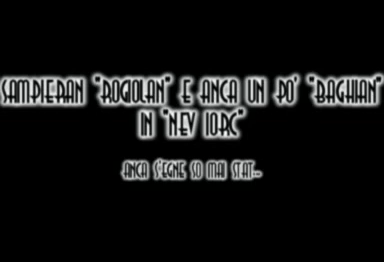 SAMPIERAN "ROGIOLAN" E ANCA UN PO' "BAGHIAN"
IN "NEV IORC"
ANCA S'EGNE SO MAI STAT...